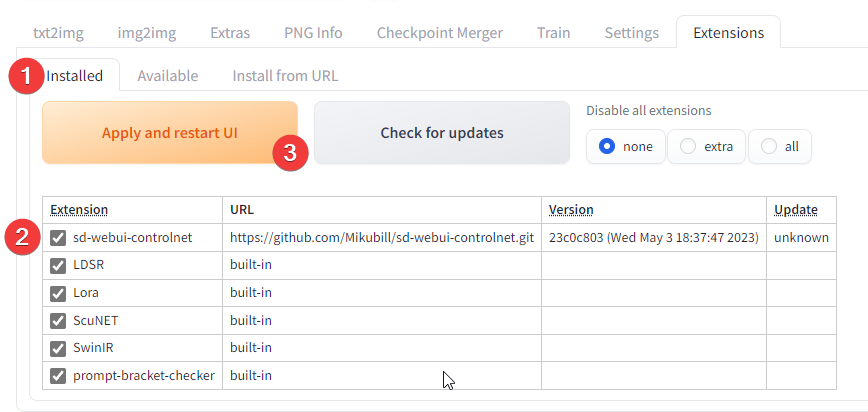 txt2img img2img Extras PNG Info Checkpoint Merger Train Settings Extensions
1 Installed Available Install from URL
Apply and restart UI 3 Check for updates
Disable all extensions
none extra all
Extension URL Version Update
2 sd-webui-controlnet https://github.com/Mikubill/sd-webui-controlnet.git 23c0c803 (Wed May 3 18:37:47 2023) unknown
LDSR built-in
Lora built-in
ScuNET built-in
SwinIR built-in
prompt-bracket-checker built-in